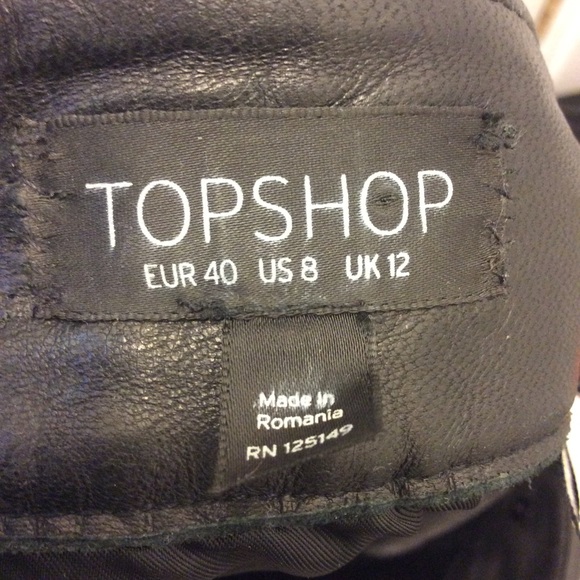 TOPSHOP
EUR 40 US 8 UK 12
Made in
Romania
RN 125149